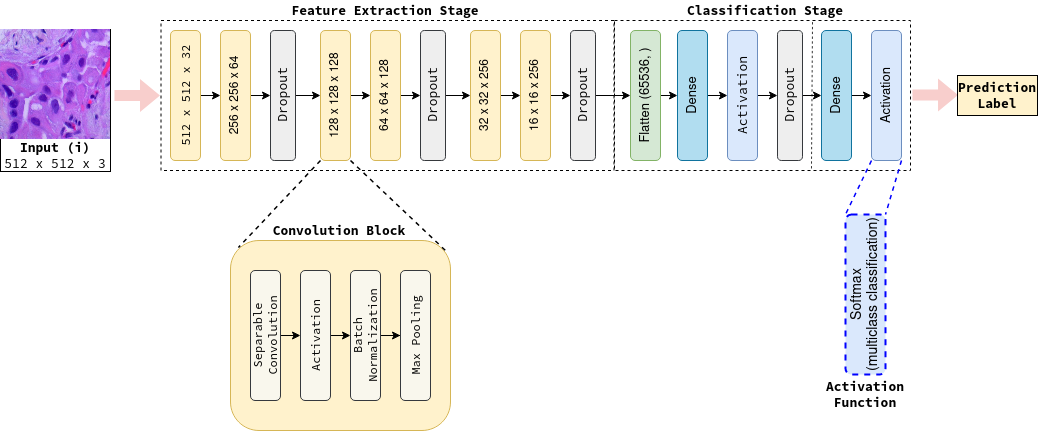 Feature Extraction Stage
Classification Stage
Input (i)
512 x 512 x 3
512 x 512 x 32
256 x 256 x 64
Dropout
128 x 128 x 128
64 x 64 x 128
Dropout
32 x 32 x 256
16 x 16 x 256
Dropout
Flatten (65536, )
Dense
Activation
Dropout
Dense
Activation
Prediction
Label
Convolution Block
Separable
Convolution
Activation
Batch
Normalization
Max Pooling
Softmax
(multiclass classification)
Activation
Function